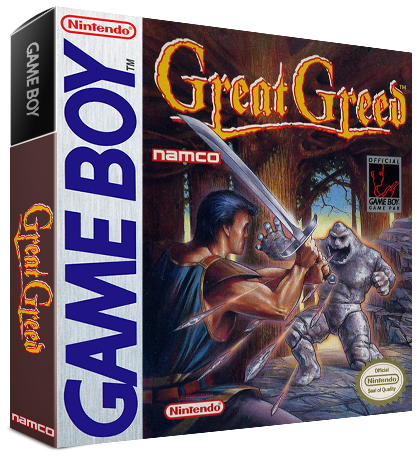 GAME BOY
Great Greed
namco
Nintendo
GAME BOY
TM
Great Greed
TM
namco
OFFICIAL
GAME BOY
GAME PAK
Nintendo
Official
Nintendo
Seal of Quality